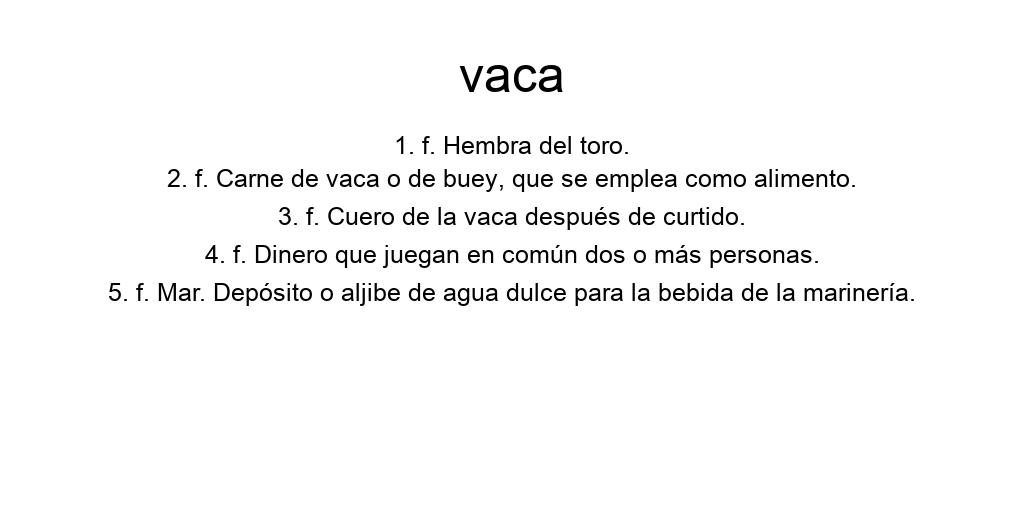 vaca
1. f. Hembra del toro.
2. f. Carne de vaca o de buey, que se emplea como alimento.
3. f. Cuero de la vaca después de curtido.
4. f. Dinero que juegan en común dos o más personas.
5. f. Mar. Depósito o aljibe de agua dulce para la bebida de la marinería.